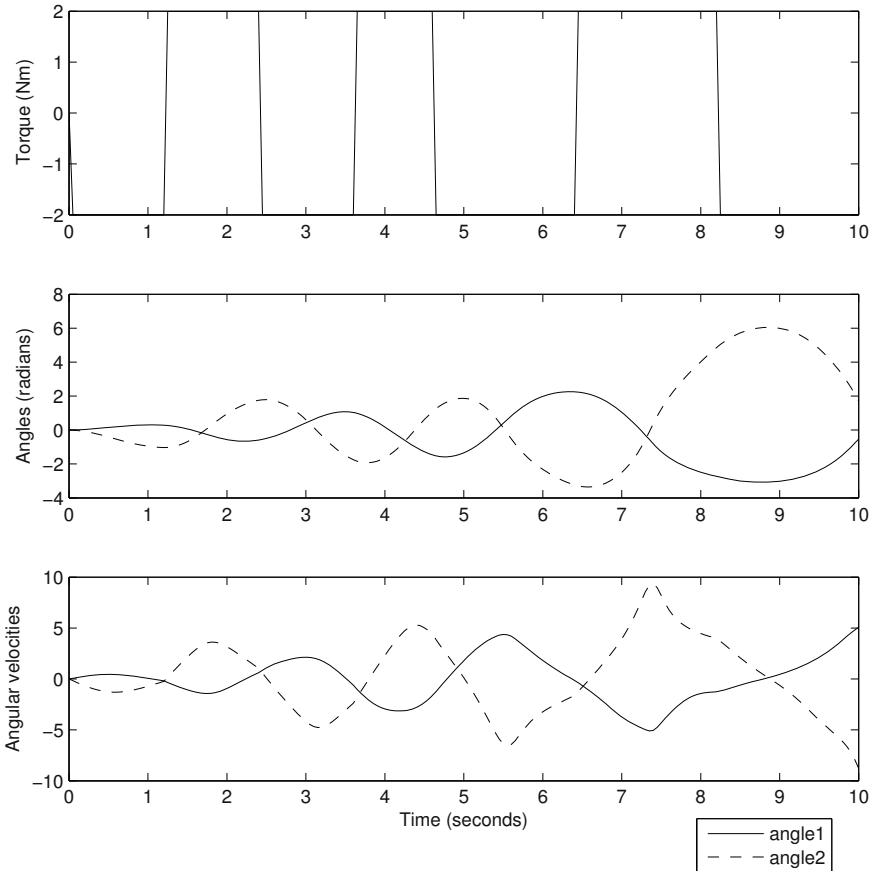 2
1
0
−1
−2
Torque (Nm)
0 1 2 3 4 5 6 7 8 9 10
8
6
4
2
0
−2
−4
Angles (radians)
0 1 2 3 4 5 6 7 8 9 10
10
5
0
−5
−10
Angular velocities
0 1 2 3 4 5 6 7 8 9 10
Time (seconds)
angle1
angle2